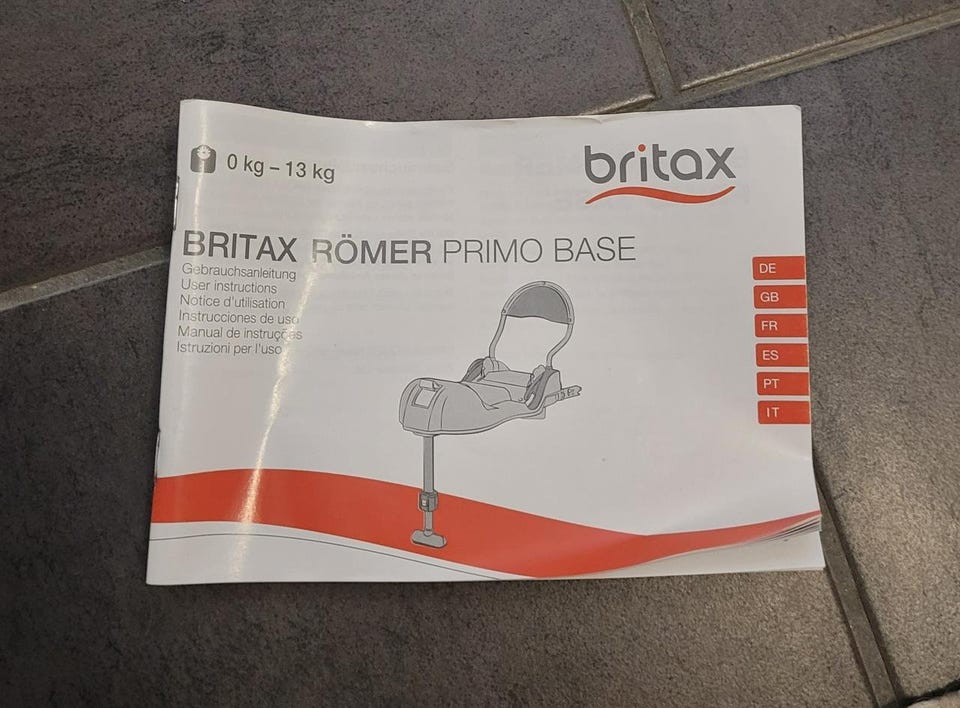 0 kg – 13 kg
britax
BRITAX RÖMER PRIMO BASE
Gebrauchsanleitung
User instructions
Notice d'utilisation
Instrucciones de uso
Manual de instruções
Istruzioni per l'uso
DE
GB
FR
ES
PT
IT